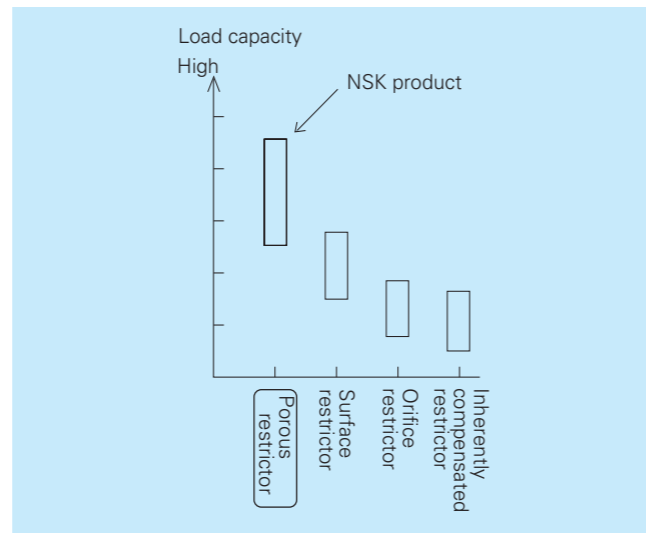 Load capacity
High
NSK product
Porous
restrictor
Surface
restrictor
Orifice
restrictor
Inherently
compensated
restrictor